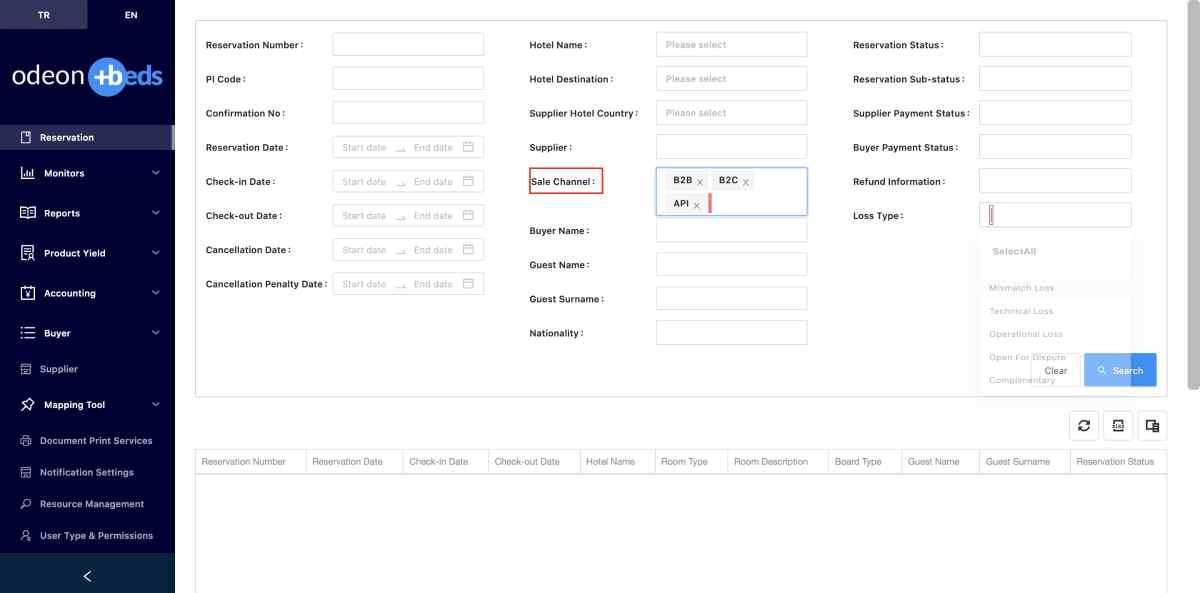 TR
EN
odeon +beds
Reservation
Monitors
Reports
Product Yield
Accounting
Buyer
Supplier
Mapping Tool
Document Print Services
Notification Settings
Resource Management
User Type & Permissions
Reservation Number :
PI Code :
Confirmation No :
Reservation Date : Start date End date
Check-in Date : Start date End date
Check-out Date : Start date End date
Cancellation Date : Start date End date
Cancellation Penalty Date : Start date End date
Hotel Name : Please select
Hotel Destination : Please select
Supplier Hotel Country : Please select
Supplier :
Sale Channel : B2B B2C
API
Buyer Name :
Guest Name :
Guest Surname :
Nationality :
Reservation Status :
Reservation Sub-status :
Supplier Payment Status :
Buyer Payment Status :
Refund Information :
Loss Type :
SelectAll
Mismatch Loss
Technical Loss
Operational Loss
Open For Dispute
Complimentary
Clear Search
Reservation Number Reservation Date Check-in Date Check-out Date Hotel Name Room Type Room Description Board Type Guest Name Guest Surname Reservation Status